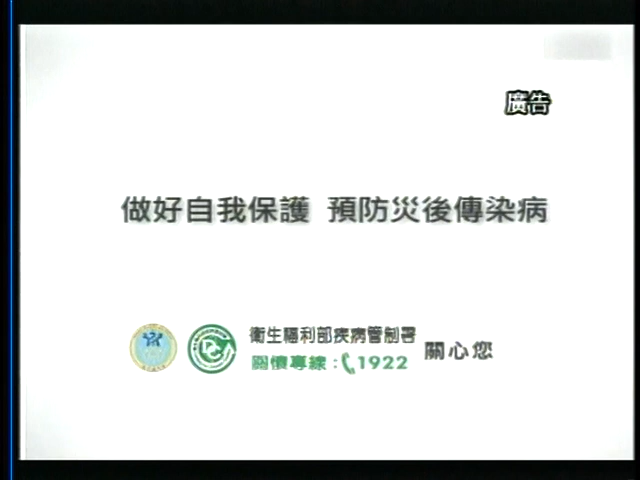 廣告
做好自我保護 預防災後傳染病
衛生福利部疾病管制署
關懷專線：1922
關心您